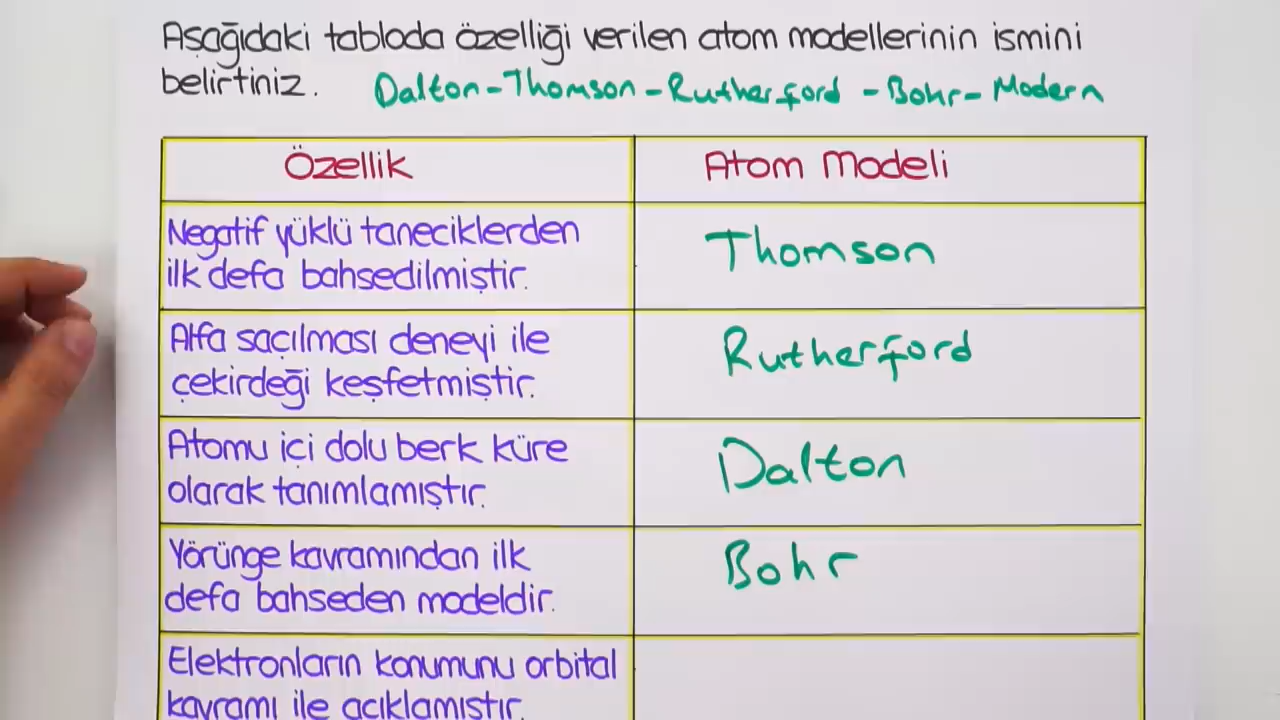 Aşağıdaki tabloda özelliği verilen atom modellerinin ismini
belirtiniz. Dalton-Thomson-Rutherford-Bohr-Modern
Özellik Atom Modeli
Negatif yüklü taneciklerden
ilk defa bahsedilmiştir.
Thomson
Alfa saçılması deneyi ile
çekirdeği keşfetmiştir.
Rutherford
Atomu içi dolu berk küre
olarak tanımlamıştır.
Dalton
Yörünge kavramından ilk
defa bahseden modeldir.
Bohr
Elektronların konumunu orbital
kavramı ile açıklamıştır.